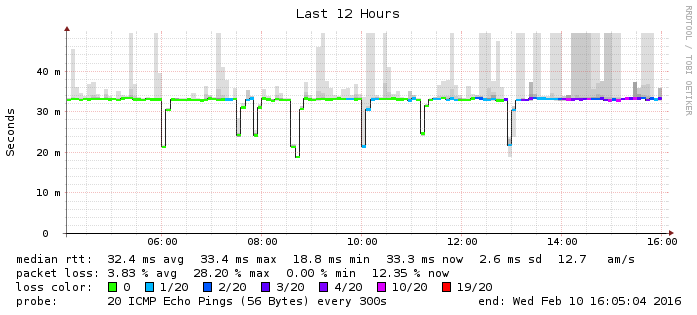 Last 12 Hours
RRDTOOL / TOBI OETIKER
Seconds
40 m
30 m
20 m
10 m
0
06:00 08:00 10:00 12:00 14:00 16:00
median rtt: 32.4 ms avg 33.4 ms max 18.8 ms min 33.3 ms now 2.6 ms sd 12.7 am/s
packet loss: 3.83 % avg 28.20 % max 0.00 % min 12.35 % now
loss color: 0 1/20 2/20 3/20 4/20 10/20 19/20
probe: 20 ICMP Echo Pings (56 Bytes) every 300s end: Wed Feb 10 16:05:04 2016